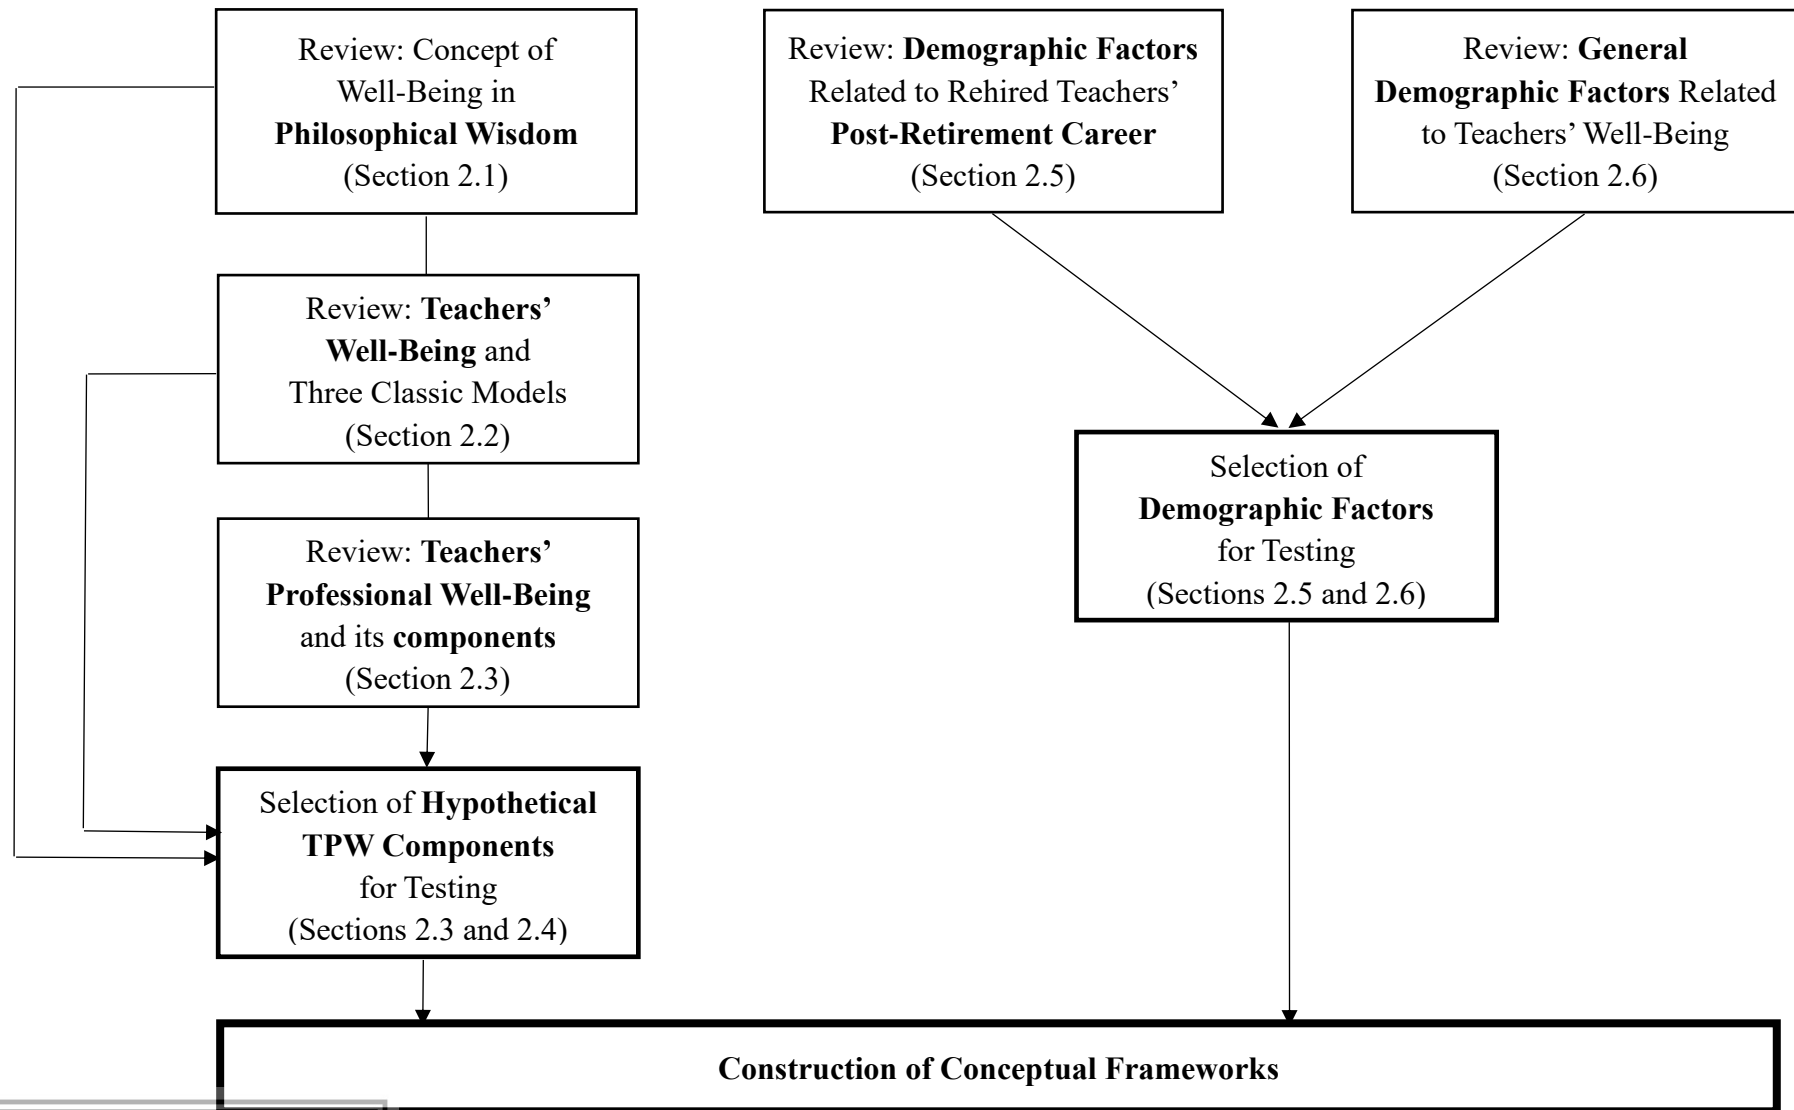 Review: Concept of
Well-Being in
Philosophical Wisdom
(Section 2.1)
Review: Demographic Factors
Related to Rehired Teachers’
Post-Retirement Career
(Section 2.5)
Review: General
Demographic Factors Related
to Teachers’ Well-Being
(Section 2.6)
Review: Teachers’
Well-Being and
Three Classic Models
(Section 2.2)
Selection of
Demographic Factors
for Testing
(Sections 2.5 and 2.6)
Review: Teachers’
Professional Well-Being
and its components
(Section 2.3)
Selection of Hypothetical
TPW Components
for Testing
(Sections 2.3 and 2.4)
Construction of Conceptual Frameworks